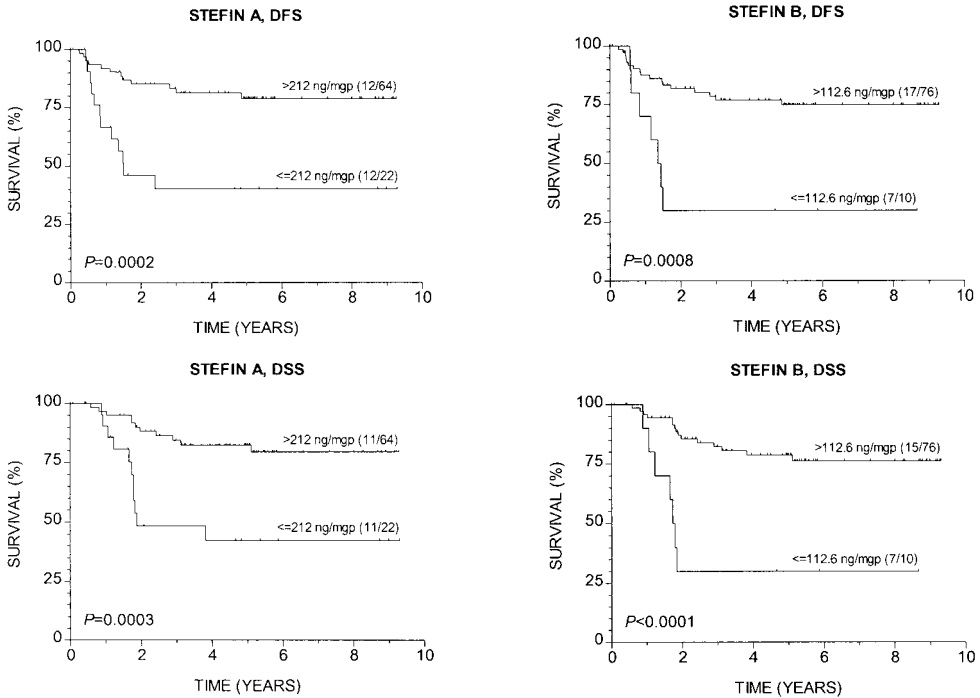 STEFIN A, DFS
100
75
50
25
0
SURVIVAL (%)
>212 ng/mgp (12/64)
<=212 ng/mgp (12/22)
P=0.0002
0 2 4 6 8 10
TIME (YEARS)
STEFIN B, DFS
100
75
50
25
0
SURVIVAL (%)
>112.6 ng/mgp (17/76)
<=112.6 ng/mgp (7/10)
P=0.0008
0 2 4 6 8 10
TIME (YEARS)
STEFIN A, DSS
100
75
50
25
0
SURVIVAL (%)
>212 ng/mgp (11/64)
<=212 ng/mgp (11/22)
P=0.0003
0 2 4 6 8 10
TIME (YEARS)
STEFIN B, DSS
100
75
50
25
0
SURVIVAL (%)
>112.6 ng/mgp (15/76)
<=112.6 ng/mgp (7/10)
P<0.0001
0 2 4 6 8 10
TIME (YEARS)